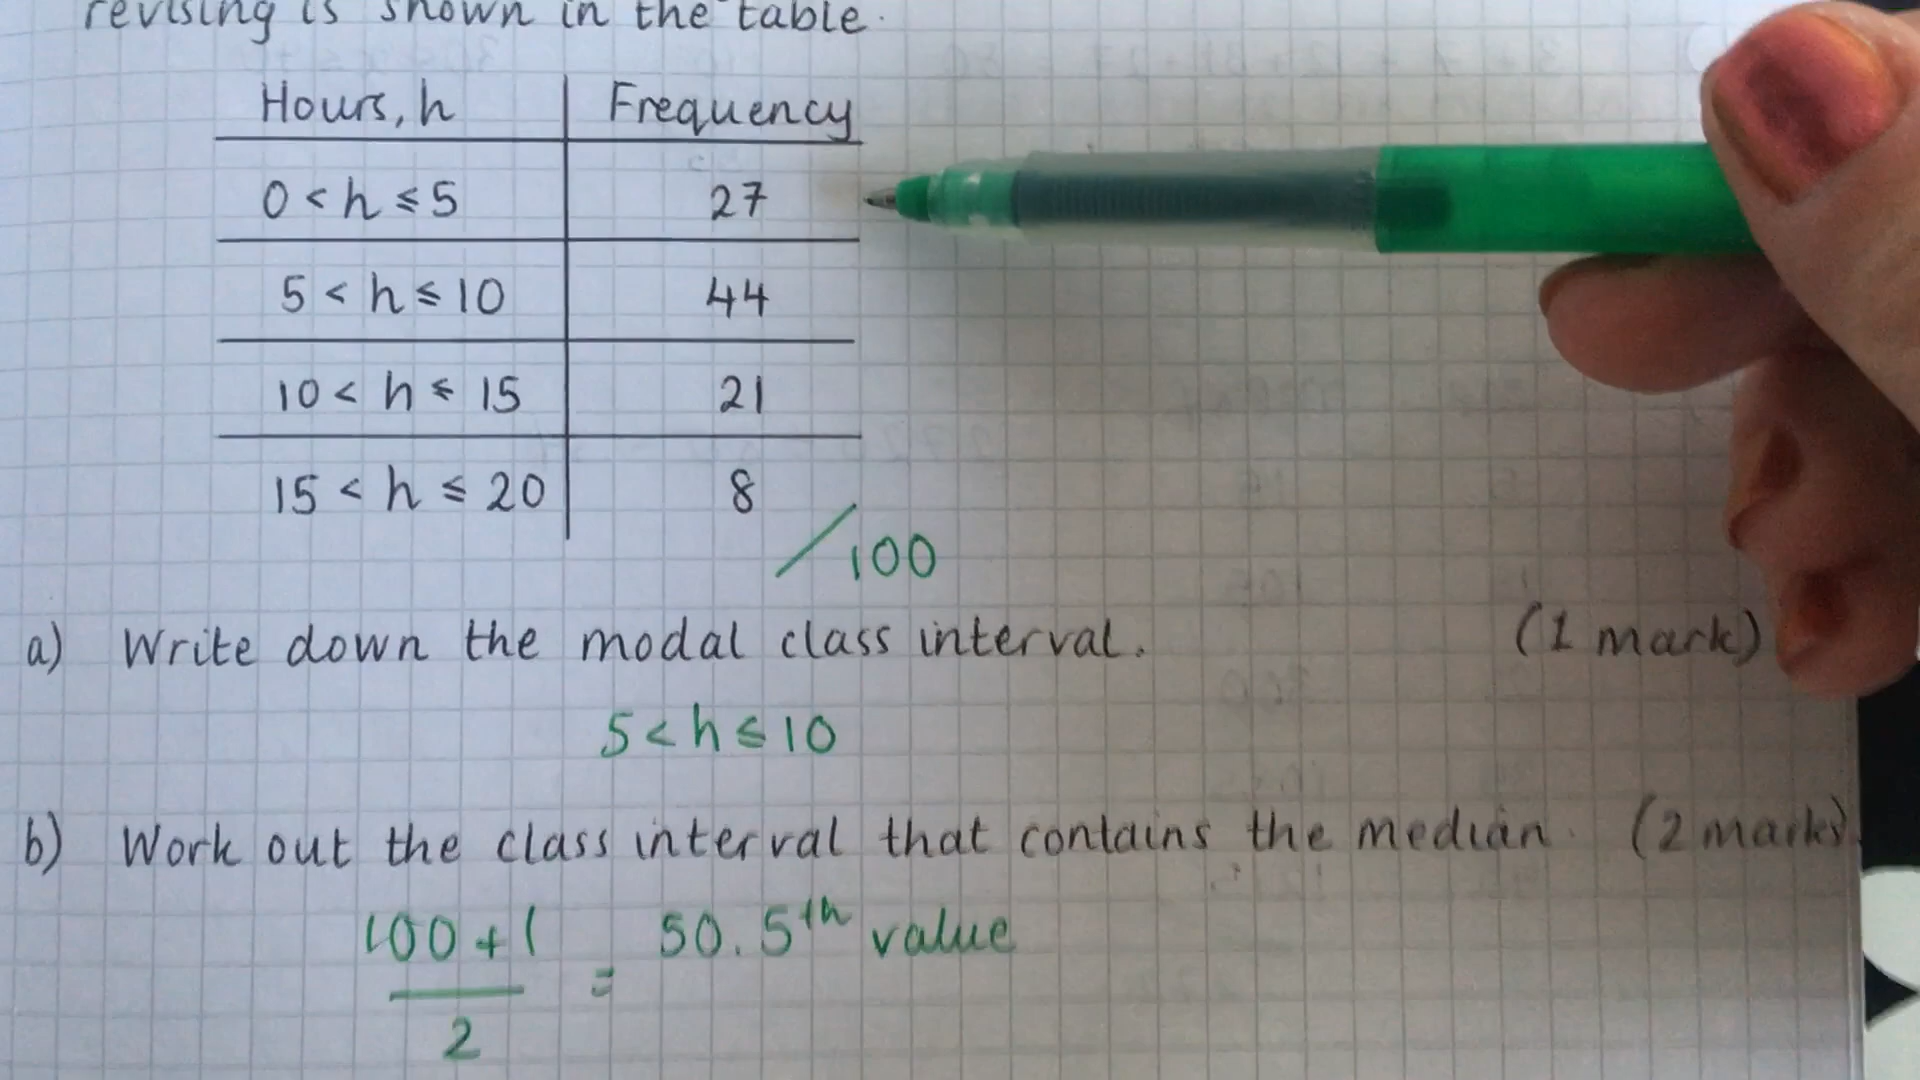 revising is shown in the table.
Hours, h Frequency
0 < h ≤ 5 27
5 < h ≤ 10 44
10 < h ≤ 15 21
15 < h ≤ 20 8
/100
a) Write down the modal class interval. (1 mark)
5 < h ≤ 10
b) Work out the class interval that contains the median. (2 marks)
100 + 1 = 50.5th value
2